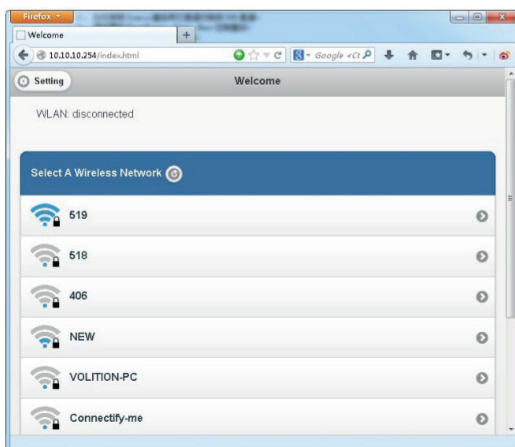 Firefox
Welcome
10.10.10.254/index.html
Google
Setting
Welcome
WLAN: disconnected
Select A Wireless Network
519
518
406
NEW
VOLITION-PC
Connectify-me